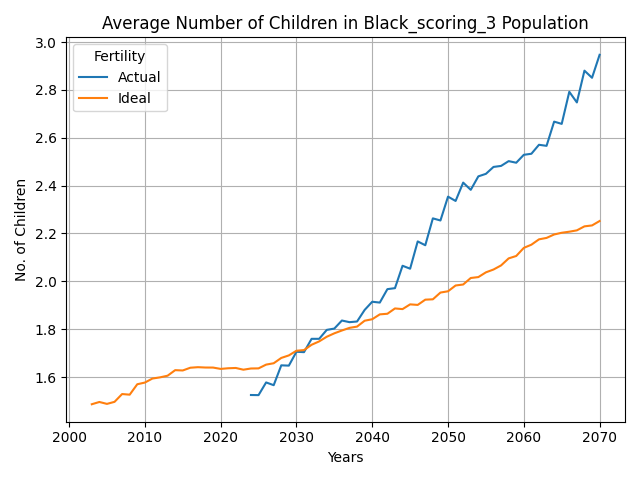 Average Number of Children in Black_scoring_3 Population
Fertility
Actual
Ideal
No. of Children
3.0
2.8
2.6
2.4
2.2
2.0
1.8
1.6
2000 2010 2020 2030 2040 2050 2060 2070
Years